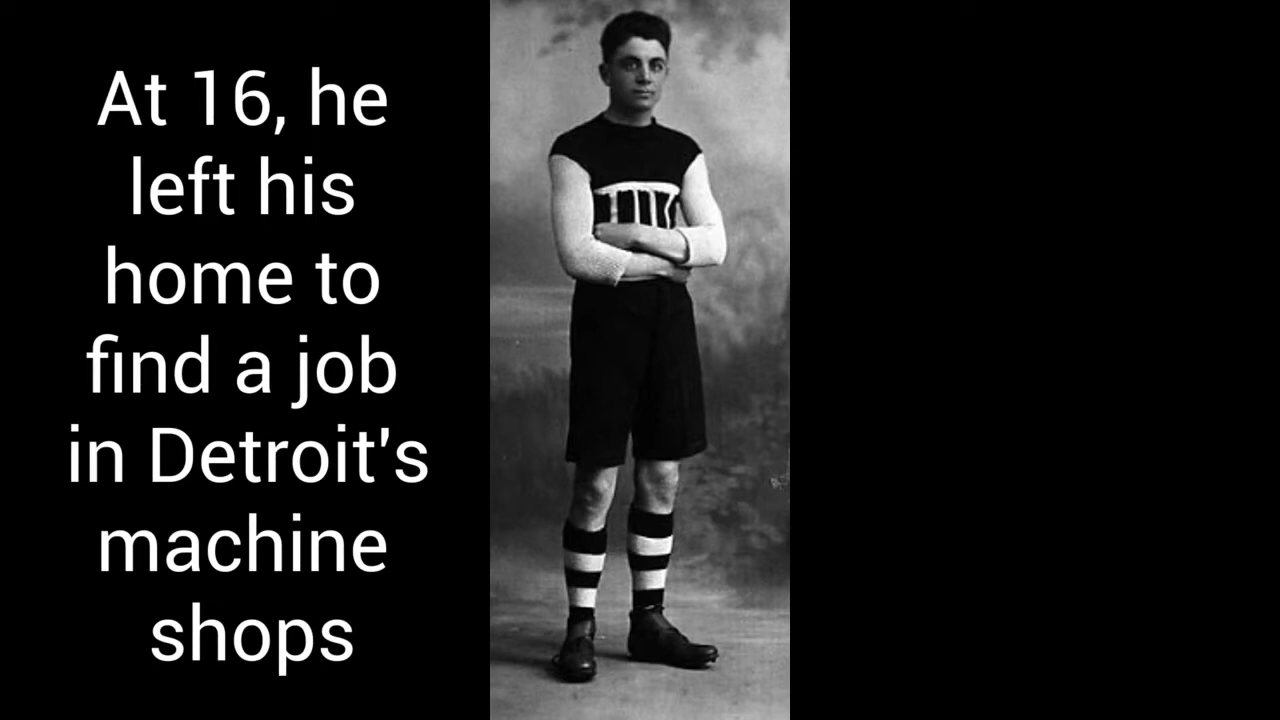 At 16, he
left his
home to
find a job
in Detroit's
machine
shops